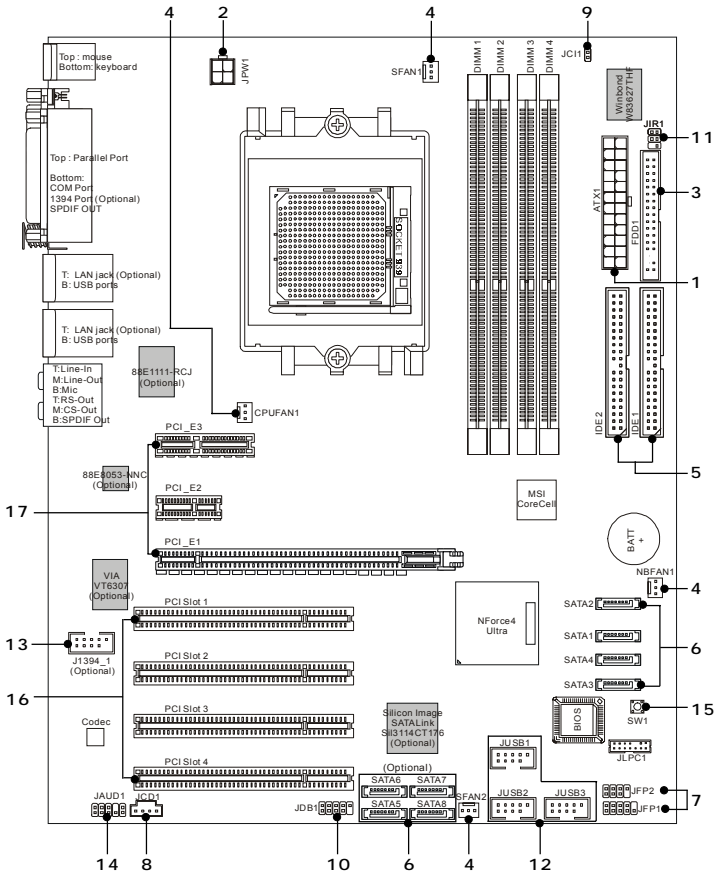 4
2
4
9
Top : mouse
Bottom: keyboard
JPW1
SFAN1
DIMM 1
DIMM 2
DIMM 3
DIMM 4
JCI1
Winbond
W83627THF
JIR1
11
Top : Parallel Port
Bottom:
COM Port
1394 Port (Optional)
SPDIF OUT
SOCKET 939
ATX1
FDD1
3
1
T: LAN jack (Optional)
B: USB ports
T: LAN jack (Optional)
B: USB ports
88E1111-RCJ
(Optional)
T:Line-In
M:Line-Out
B:Mic
T:RS-Out
M:CS-Out
B:SPDIF Out
CPUFAN1
IDE2
IDE1
5
PCI_E3
88E8053-NNC
(Optional)
PCI_E2
17
MSI
CoreCell
BATT
+
PCI_E1
VIA
VT6307
(Optional)
NBFAN1
4
PCI Slot 1
NForce4
Ultra
SATA2
SATA1
SATA4
SATA3
6
13
J1394_1
(Optional)
PCI Slot 2
16
PCI Slot 3
Codec
Silicon Image
SATALink
Sil3114CT176
(Optional)
BIOS
SW1
15
JLPC1
PCI Slot 4
(Optional)
SATA6
SATA7
SATA5
SATA8
JUSB1
JUSB2
JUSB3
SFAN2
JAUD1
JCD1
JDB1
JFP2
JFP1
7
14
8
10
6
4
12